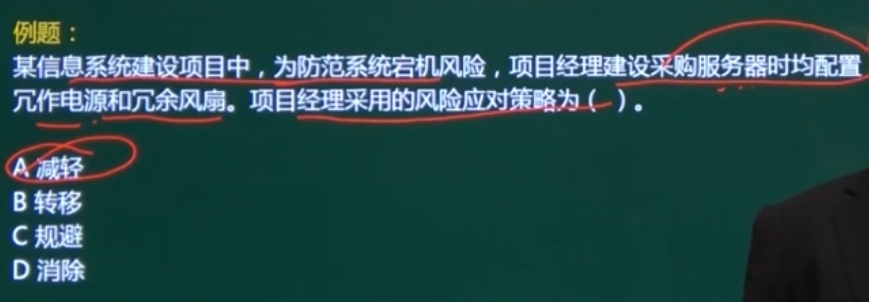 例题：
某信息系统建设项目中，为防范系统宕机风险，项目经理建设采购服务器时均配置
冗作电源和冗余风扇。项目经理采用的风险应对策略为（ ）。
A 减轻
B 转移
C 规避
D 消除